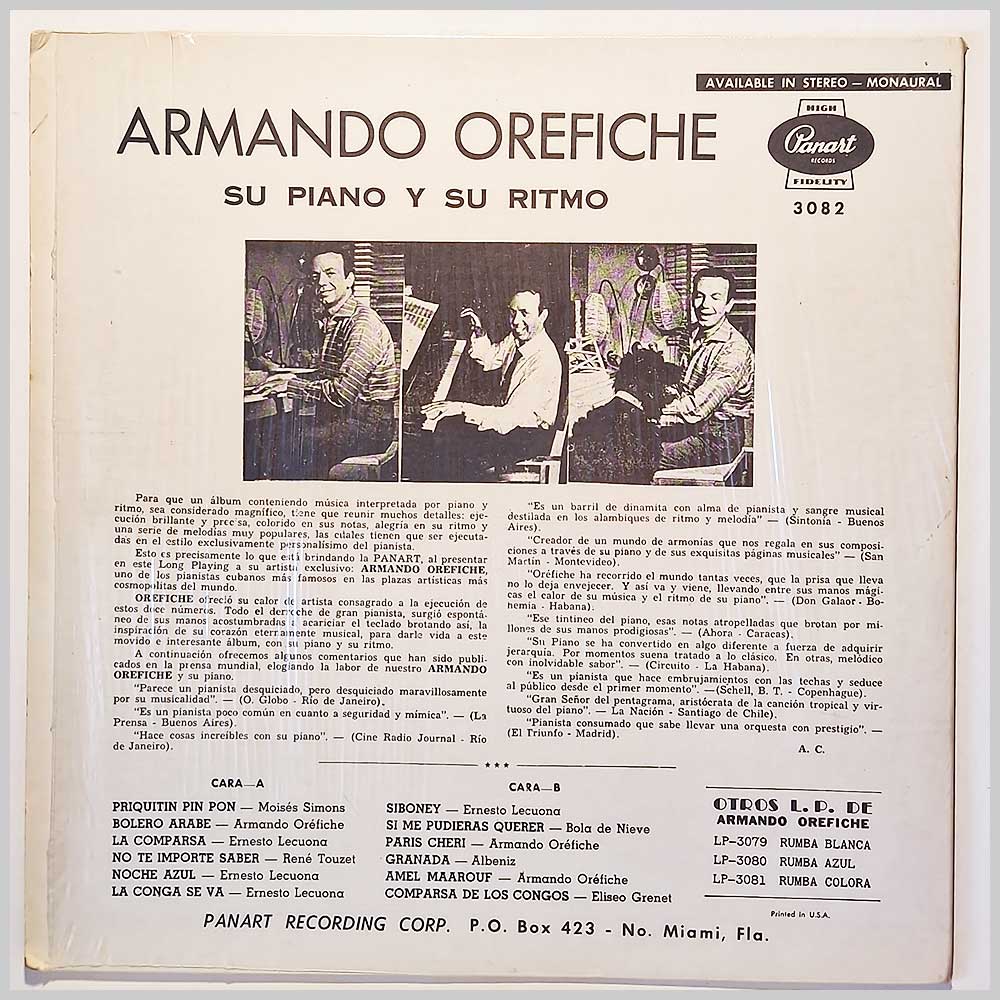 AVAILABLE IN STEREO — MONAURAL
ARMANDO OREFICHE
SU PIANO Y SU RITMO
HIGH
Panart
RECORDS
FIDELITY
3082
Para que un álbum conteniendo música interpretada por piano y
ritmo, sea considerado magnífico, tiene que reunir muchos detalles: eje-
cución brillante y precisa, colorido en sus notas, alegría en su ritmo y
una serie de melodías muy populares, las cuales tienen que ser ejecuta-
das en el estilo exclusivamente personalísimo del pianista.
Esto es precisamente lo que está brindando la PANART, al presentar
en este Long Playing a su artista exclusivo: ARMANDO OREFICHE,
uno de los pianistas cubanos más famosos en las plazas artísticas más
cosmopolitas del mundo.
OREFICHE ofreció su calor de artista consagrado a la ejecución de
estos doce números. Todo el derroche de gran pianista, surgió espontá-
neo de sus manos acostumbradas a acariciar el teclado brotando así, la
inspiración de su corazón eternamente musical, para darle vida a este
movido e interesante álbum, con su piano y su ritmo.
A continuación ofrecemos algunos comentarios que han sido publi-
cados en la prensa mundial, elogiando la labor de nuestro ARMANDO
OREFICHE y su piano.
"Parece un pianista desquiciado, pero desquiciado maravillosamente
por su musicalidad". — (O. Globo - Río de Janeiro).
"Es un pianista poco común en cuanto a seguridad y mímica". — (La
Prensa - Buenos Aires).
"Hace cosas increíbles con su piano". — (Cine Radio Journal - Río
de Janeiro).
"Es un barril de dinamita con alma de pianista y sangre musical
destilada en los alambiques de ritmo y melodía" — (Sintonía - Buenos
Aires).
"Creador de un mundo de armonías que nos regala en sus composi-
ciones a través de su piano y de sus exquisitas páginas musicales" — (San
Martín - Montevideo).
"Oréfiche ha recorrido el mundo tantas veces, que la prisa que lleva
no lo deja envejecer. Y así va y viene, llevando entre sus manos mági-
cas el calor de su música y el ritmo de su piano". — (Don Galaor - Bo-
hemia - Habana).
"Ese tintineo del piano, esas notas atropelladas que brotan por mi-
llones de sus manos prodigiosas". — (Ahora - Caracas).
"Su Piano se ha convertido en algo diferente a fuerza de adquirir
jerarquía. Por momentos suena tratado a lo clásico. En otras, melódico
con inolvidable sabor". — (Circuito - La Habana).
"Es un pianista que hace embrujamientos con las techas y seduce
al público desde el primer momento". —(Schell, B. T. - Copenhague).
"Gran Señor del pentagrama, aristócrata de la canción tropical y vir-
tuoso del piano". — La Nación - Santiago de Chile).
"Pianista consumado que sabe llevar una orquesta con prestigio". —
(El Triunfo - Madrid).
A. C.
CARA—A
PRIQUITIN PIN PON — Moisés Simons
BOLERO ARABE — Armando Oréfiche
LA COMPARSA — Ernesto Lecuona
NO TE IMPORTE SABER — René Touzet
NOCHE AZUL — Ernesto Lecuona
LA CONGA SE VA — Ernesto Lecuona
CARA—B
SIBONEY — Ernesto Lecuona
SI ME PUDIERAS QUERER — Bola de Nieve
PARIS CHERI — Armando Oréfiche
GRANADA — Albeniz
AMEL MAAROUF — Armando Oréfiche
COMPARSA DE LOS CONGOS — Eliseo Grenet
OTROS L. P. DE
ARMANDO OREFICHE
LP—3079 RUMBA BLANCA
LP—3080 RUMBA AZUL
LP—3081 RUMBA COLORA
Printed in U.S.A.
PANART RECORDING CORP. P.O. Box 423 - No. Miami, Fla.